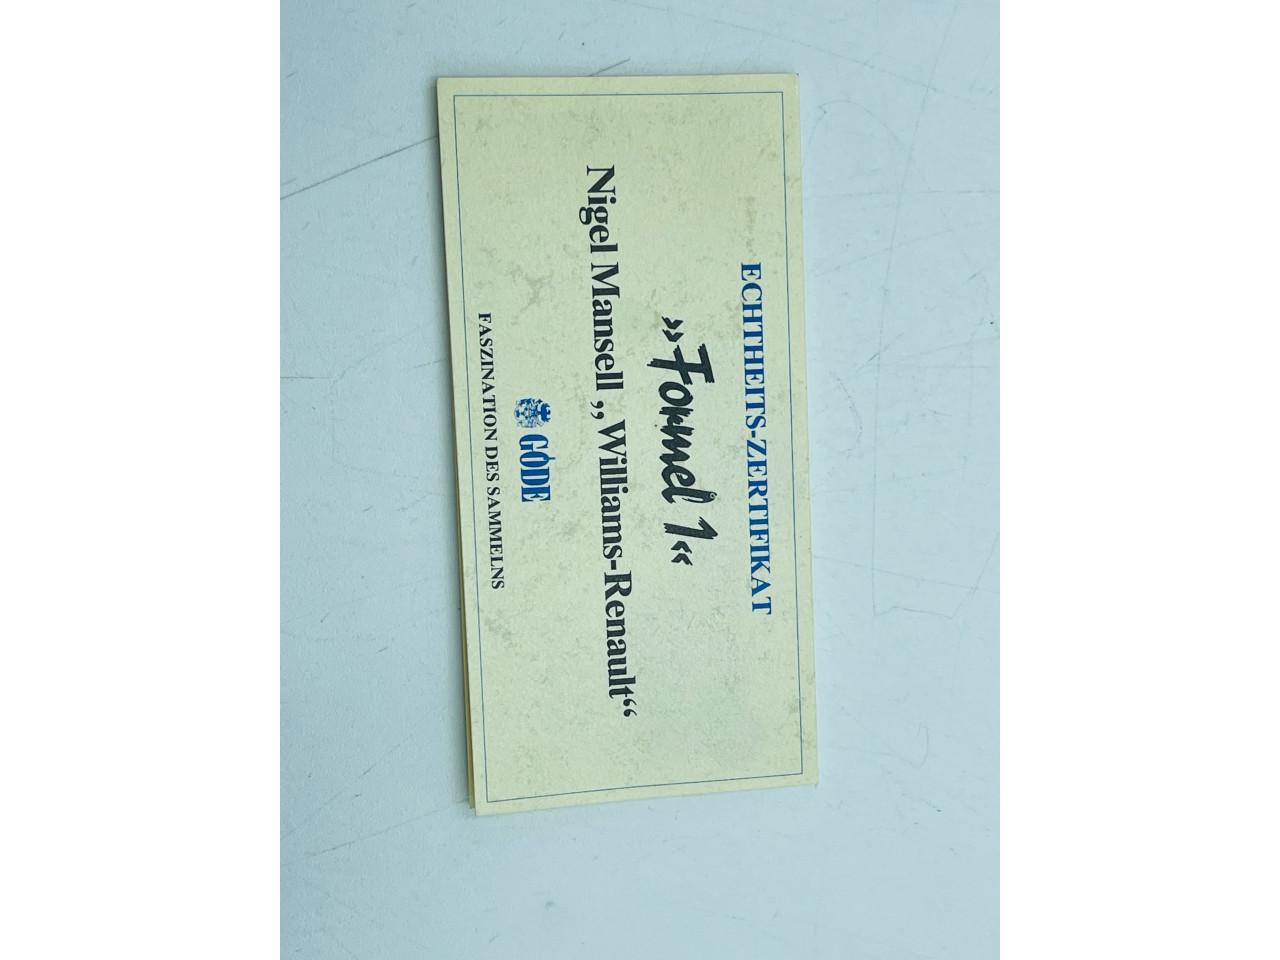 ECHTHEITS-ZERTIFIKAT
»Formel 1«
Nigel Mansell „Williams-Renault“
GÖDE
FASZINATION DES SAMMELNS